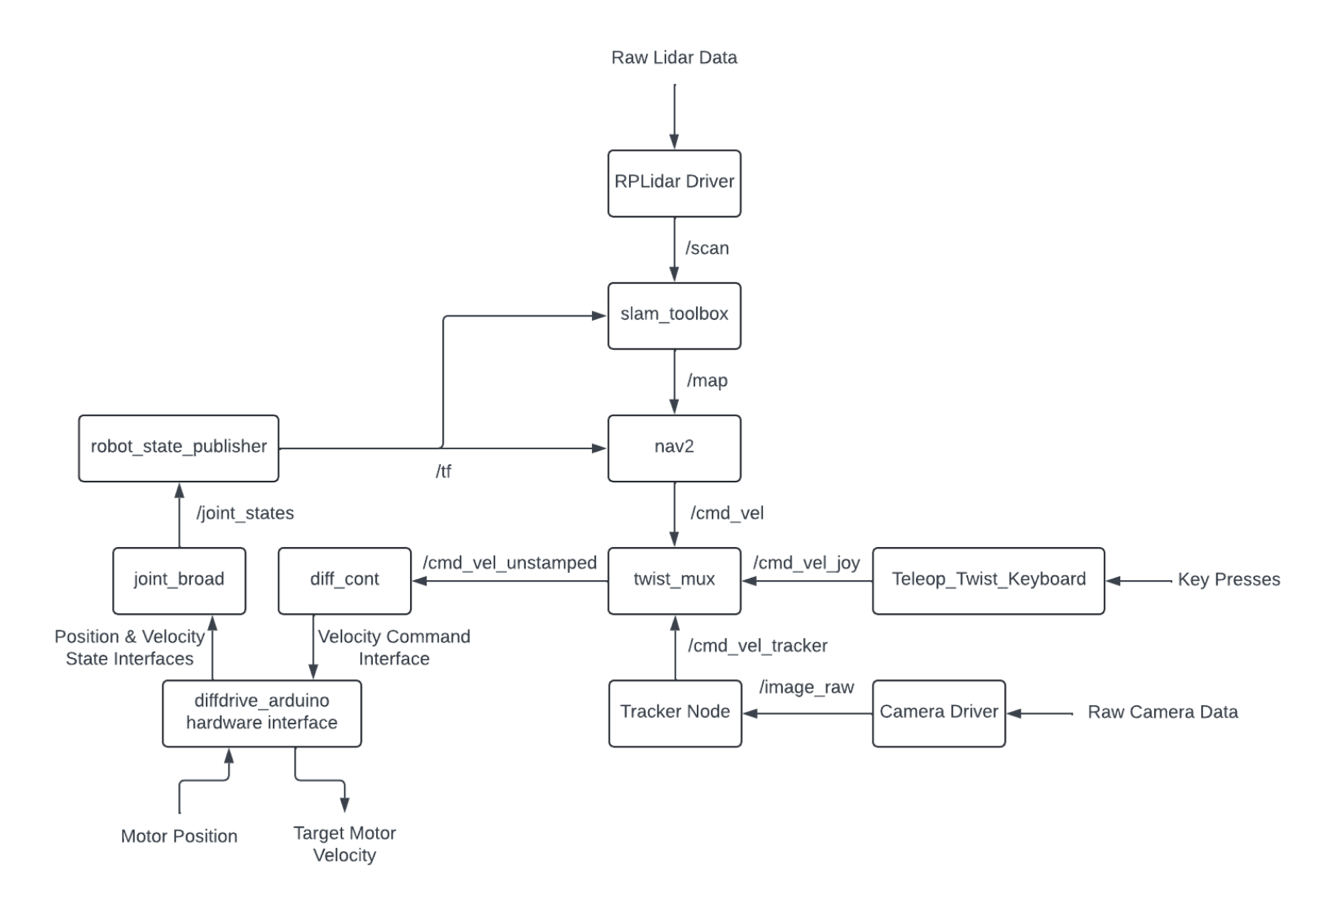 Raw Lidar Data
RPLidar Driver
/scan
slam_toolbox
/map
robot_state_publisher
nav2
/tf
/joint_states
/cmd_vel
joint_broad
diff_cont
/cmd_vel_unstamped
twist_mux
/cmd_vel_joy
Teleop_Twist_Keyboard
Key Presses
Position & Velocity
State Interfaces
Velocity Command
Interface
/cmd_vel_tracker
diffdrive_arduino
hardware interface
Tracker Node
/image_raw
Camera Driver
Raw Camera Data
Motor Position
Target Motor
Velocity